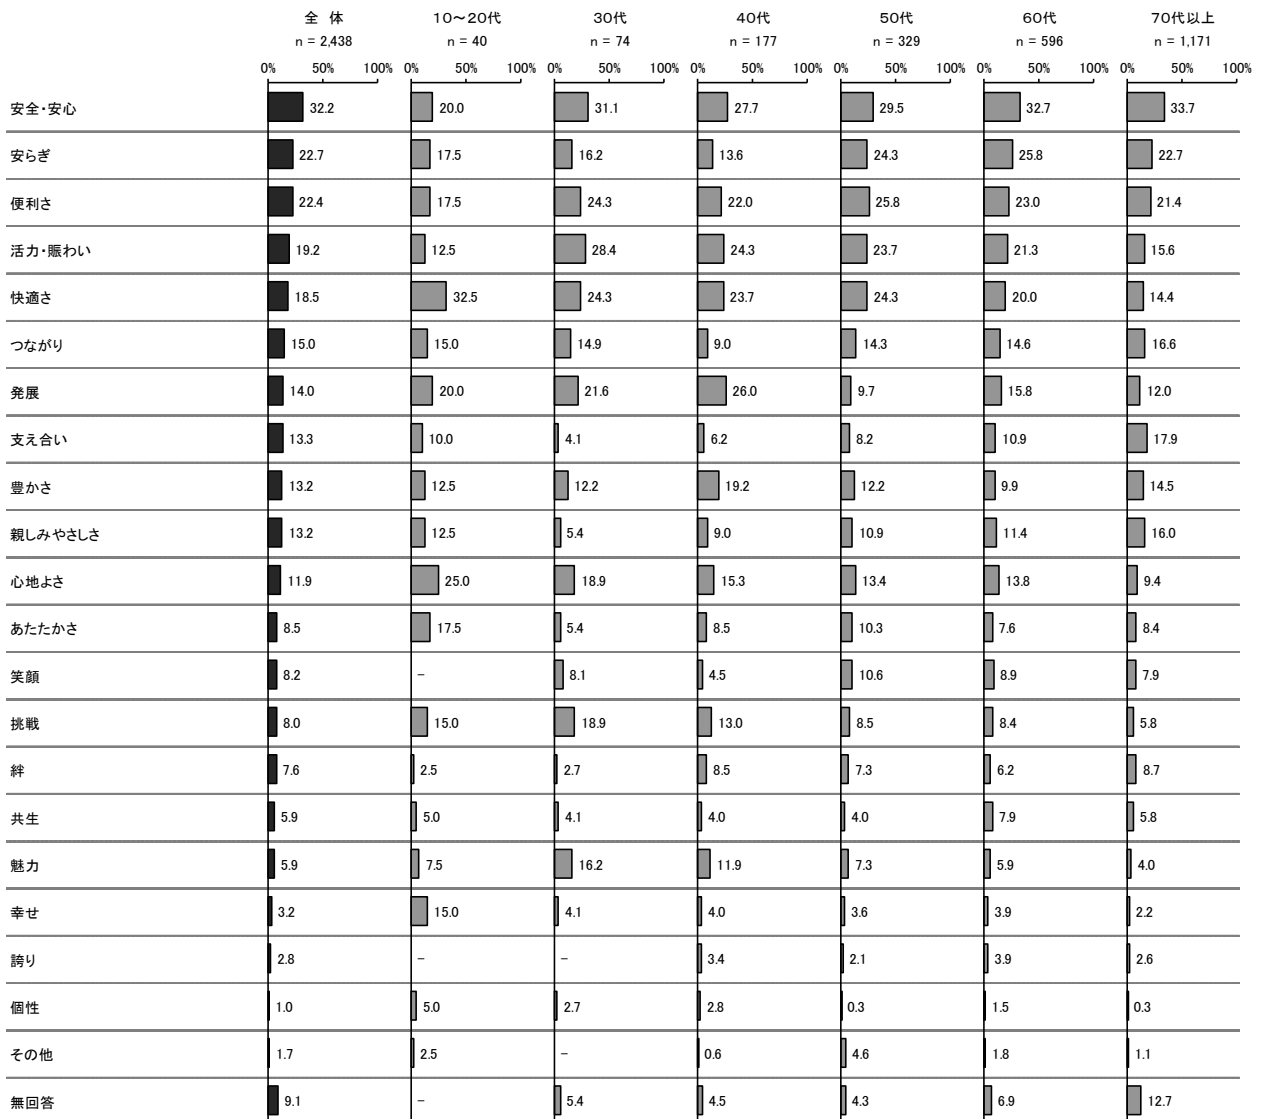 全 体 10～20代 30代 40代 50代 60代 70代以上
n = 2,438 n = 40 n = 74 n = 177 n = 329 n = 596 n = 1,171
0% 50% 100% 0% 50% 100% 0% 50% 100% 0% 50% 100% 0% 50% 100% 0% 50% 100% 0% 50% 100%
安全・安心 32.2 20.0 31.1 27.7 29.5 32.7 33.7
安らぎ 22.7 17.5 16.2 13.6 24.3 25.8 22.7
便利さ 22.4 17.5 24.3 22.0 25.8 23.0 21.4
活力・賑わい 19.2 12.5 28.4 24.3 23.7 21.3 15.6
快適さ 18.5 32.5 24.3 23.7 24.3 20.0 14.4
つながり 15.0 15.0 14.9 9.0 14.3 14.6 16.6
発展 14.0 20.0 21.6 26.0 9.7 15.8 12.0
支え合い 13.3 10.0 4.1 6.2 8.2 10.9 17.9
豊かさ 13.2 12.5 12.2 19.2 12.2 9.9 14.5
親しみやさしさ 13.2 12.5 5.4 9.0 10.9 11.4 16.0
心地よさ 11.9 25.0 18.9 15.3 13.4 13.8 9.4
あたたかさ 8.5 17.5 5.4 8.5 10.3 7.6 8.4
笑顔 8.2 － 8.1 4.5 10.6 8.9 7.9
挑戦 8.0 15.0 18.9 13.0 8.5 8.4 5.8
絆 7.6 2.5 2.7 8.5 7.3 6.2 8.7
共生 5.9 5.0 4.1 4.0 4.0 7.9 5.8
魅力 5.9 7.5 16.2 11.9 7.3 5.9 4.0
幸せ 3.2 15.0 4.1 4.0 3.6 3.9 2.2
誇り 2.8 － － 3.4 2.1 3.9 2.6
個性 1.0 5.0 2.7 2.8 0.3 1.5 0.3
その他 1.7 2.5 － 0.6 4.6 1.8 1.1
無回答 9.1 － 5.4 4.5 4.3 6.9 12.7